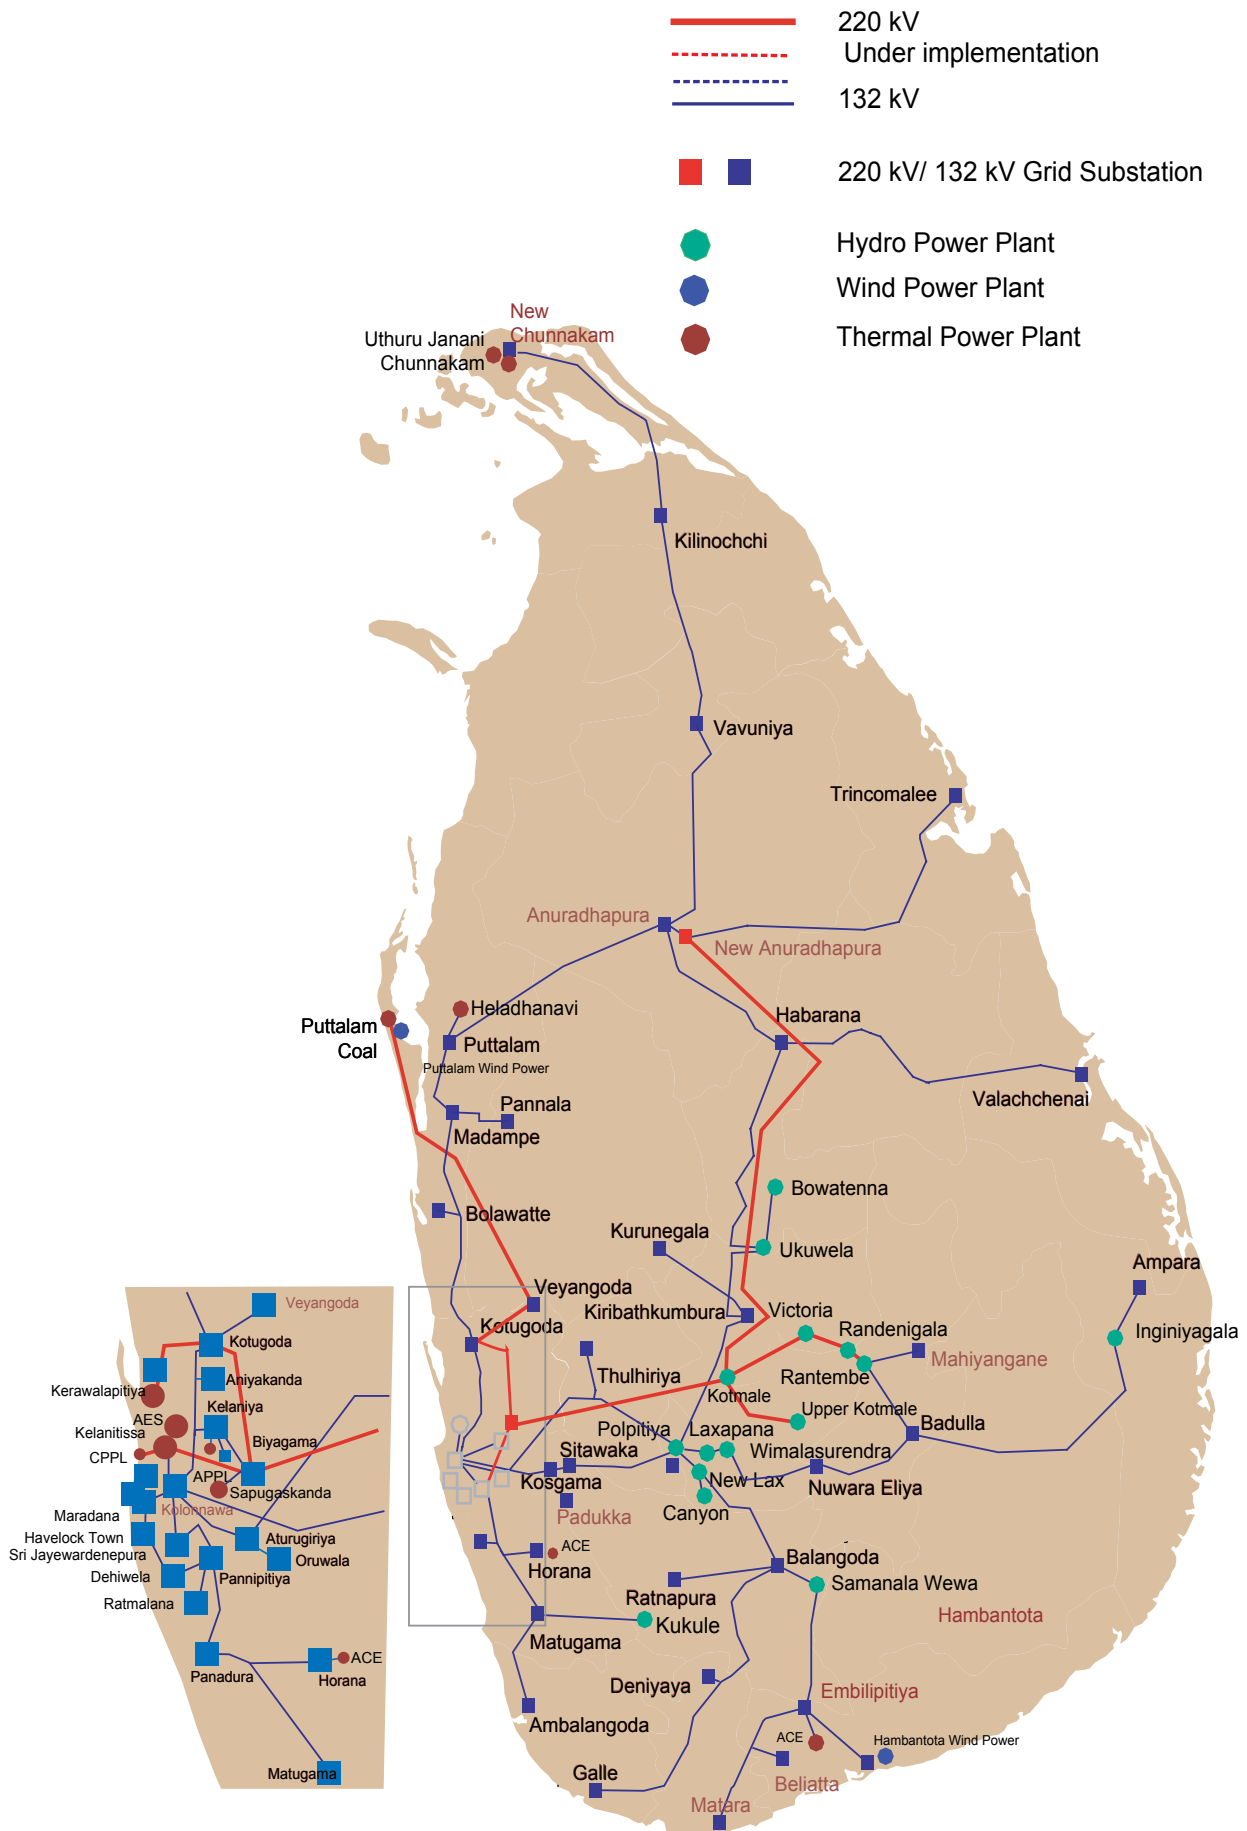 220 kV
Under implementation
132 kV
220 kV/ 132 kV Grid Substation
Hydro Power Plant
Wind Power Plant
Thermal Power Plant
New
Chunnakam
Uthuru Janani
Chunnakam
Kilinochchi
Vavuniya
Trincomalee
Anuradhapura
New Anuradhapura
Heladhanavi
Habarana
Puttalam
Coal
Puttalam
Puttalam Wind Power
Pannala
Madampe
Valachchenai
Bowatenna
Bolawatte
Kurunegala
Ukuwela
Ampara
Veyangoda
Kiribathkumbura
Victoria
Kotugoda
Randenigala
Inginiyagala
Mahiyangane
Thulhiriya
Kotmale
Rantembe
Upper Kotmale
Polpitiya
Laxapana
Badulla
Sitawaka
Wimalasurendra
Kosgama
New Lax
Nuwara Eliya
Padukka
Canyon
ACE
Horana
Balangoda
Ratnapura
Samanala Wewa
Kukule
Hambantota
Matugama
Deniyaya
Embilipitiya
Ambalangoda
ACE
Hambantota Wind Power
Galle
Beliatta
Matara
Veyangoda
Kotugoda
Aniyakanda
Kerawalapitiya
Kelaniya
AES
Kelanitissa
Biyagama
CPPL
APPL
Sapugaskanda
Kolonnawa
Maradana
Havelock Town
Aturugiriya
Sri Jayewardenepura
Oruwala
Dehiwela
Pannipitiya
Ratmalana
ACE
Panadura
Horana
Matugama